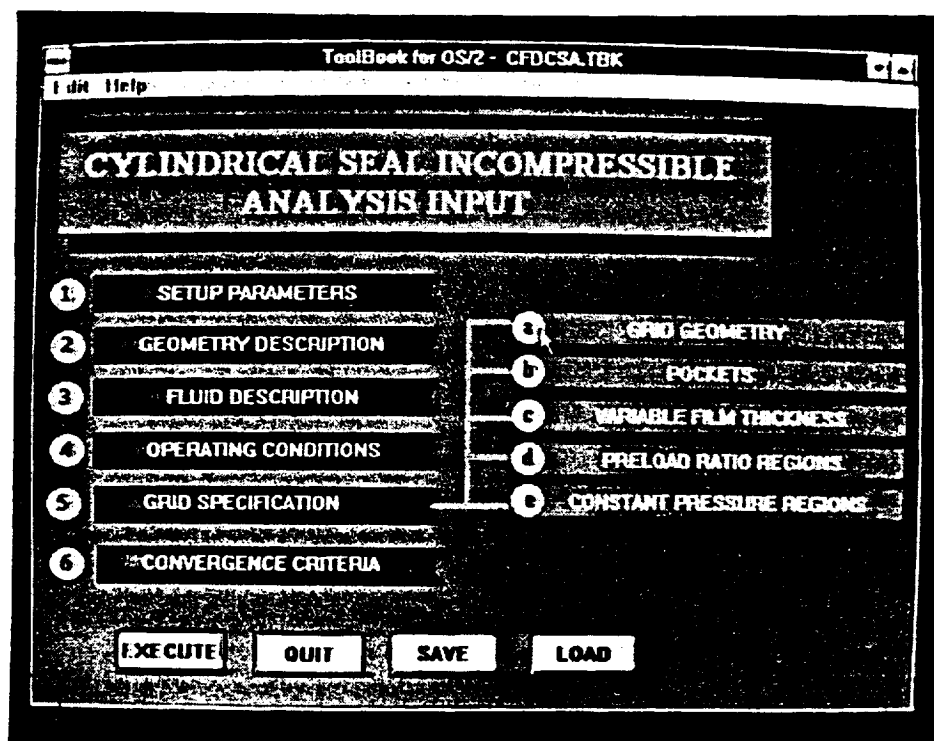 ToolBook for OS/2 - CFDCSA.TBK
Edit Help
CYLINDRICAL SEAL INCOMPRESSIBLE
ANALYSIS INPUT
1 SETUP PARAMETERS
2 GEOMETRY DESCRIPTION
3 FLUID DESCRIPTION
4 OPERATING CONDITIONS
5 GRID SPECIFICATION
6 CONVERGENCE CRITERIA
a GRID GEOMETRY
b POCKETS
c VARIABLE FILM THICKNESS
d PRELOAD RATIO REGIONS
e CONSTANT PRESSURE REGIONS
EXECUTE QUIT SAVE LOAD